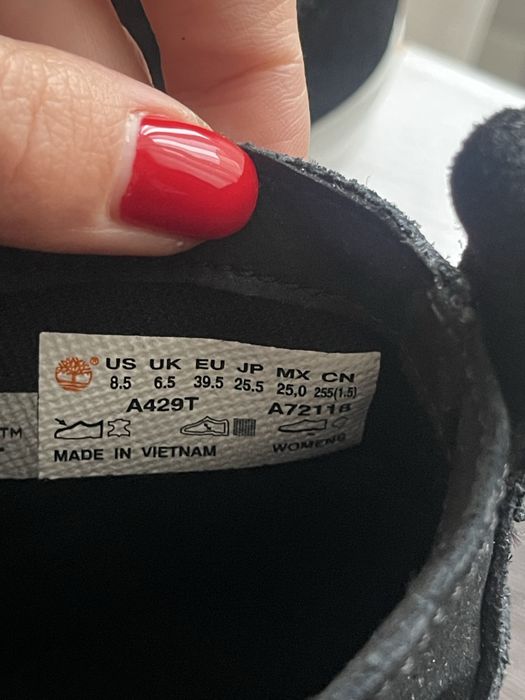 ® US UK EU JP MX CN
8.5 6.5 39.5 25.5 25,0 255(1.5)
A429T A7211B
TM
MADE IN VIETNAM WOMENS